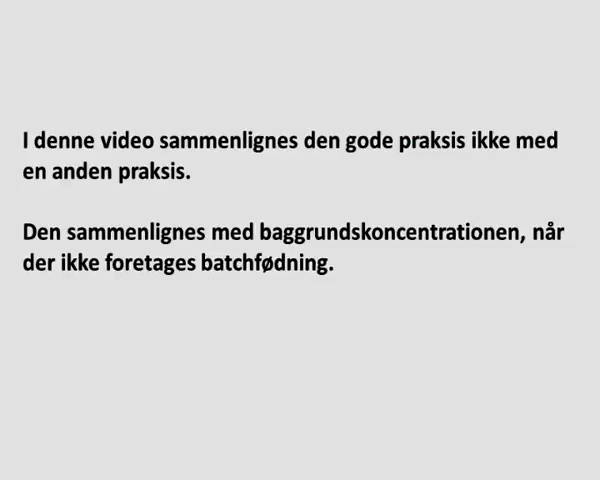 I denne video sammenlignes den gode praksis ikke med
en anden praksis.
Den sammenlignes med baggrundskoncentrationen, når
der ikke foretages batchfødning.